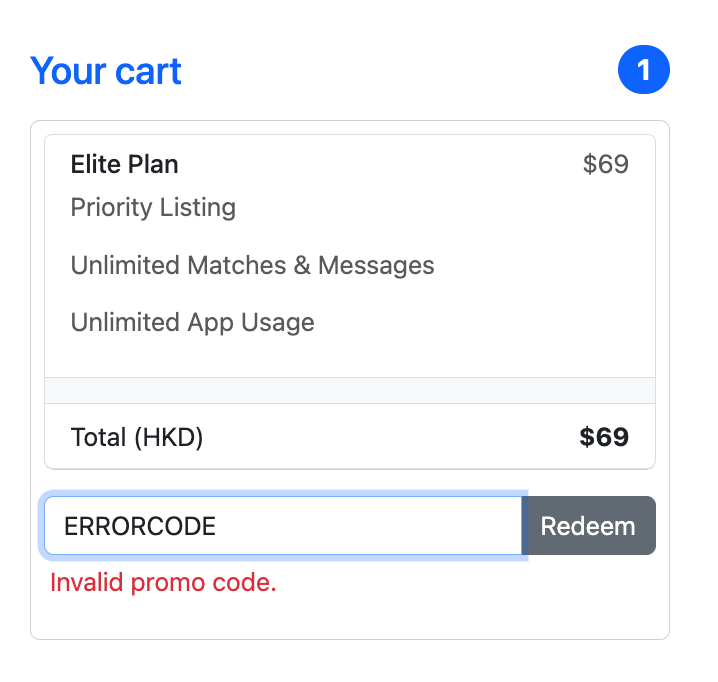 Your cart
1
Elite Plan $69
Priority Listing
Unlimited Matches & Messages
Unlimited App Usage
Total (HKD) $69
ERRORCODE Redeem
Invalid promo code.